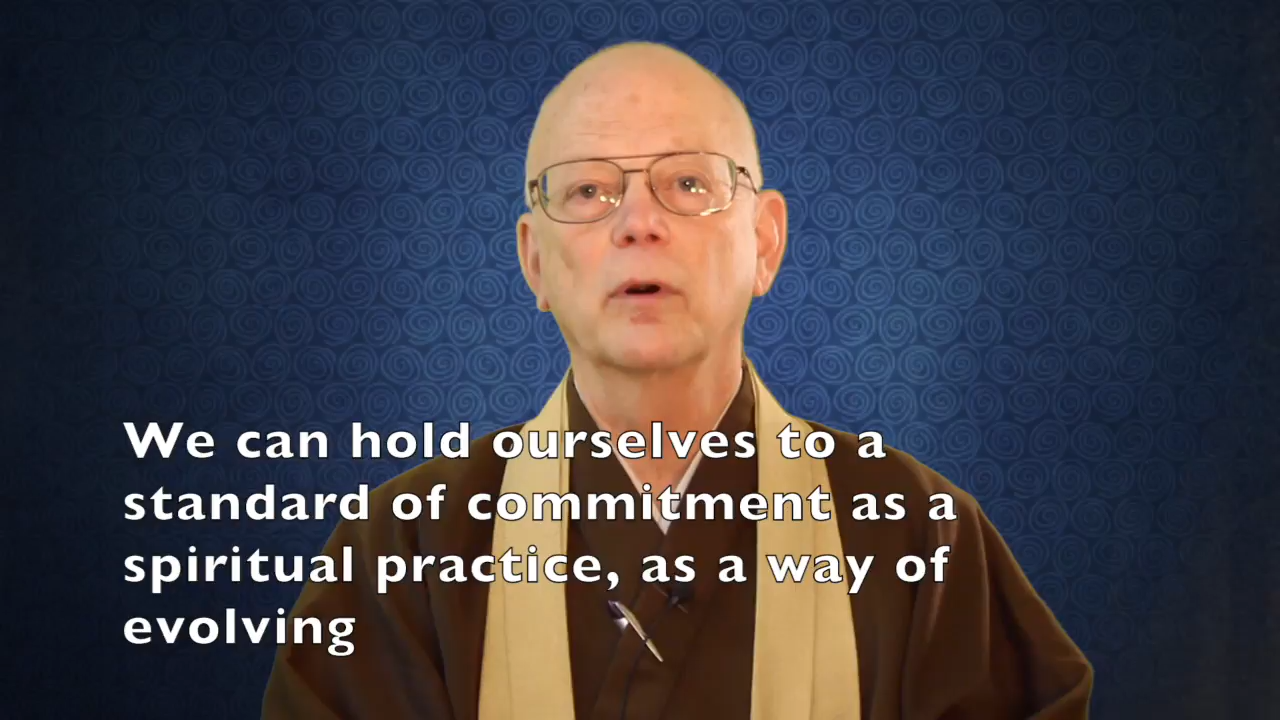 We can hold ourselves to a
standard of commitment as a
spiritual practice, as a way of
evolving